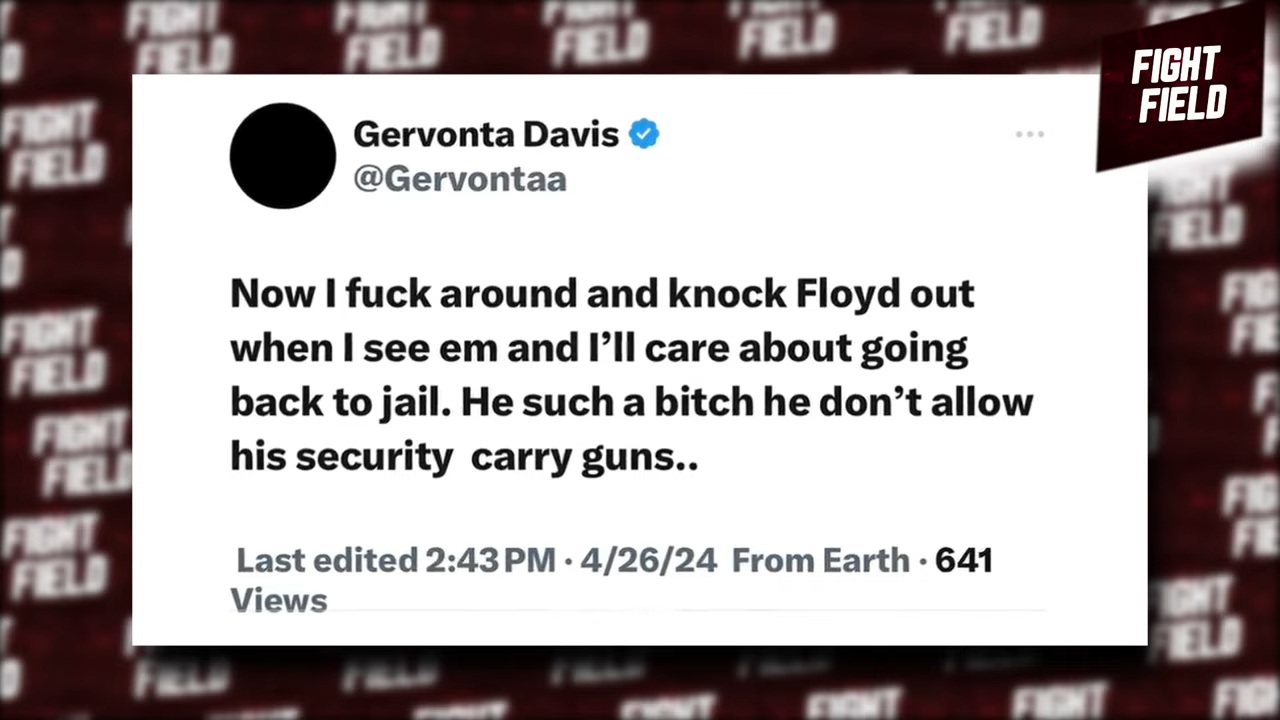 FIGHT
FIELD
Gervonta Davis
@Gervontaa
Now I fuck around and knock Floyd out
when I see em and I’ll care about going
back to jail. He such a bitch he don’t allow
his security  carry guns..
Last edited 2:43 PM · 4/26/24  From Earth · 641
Views